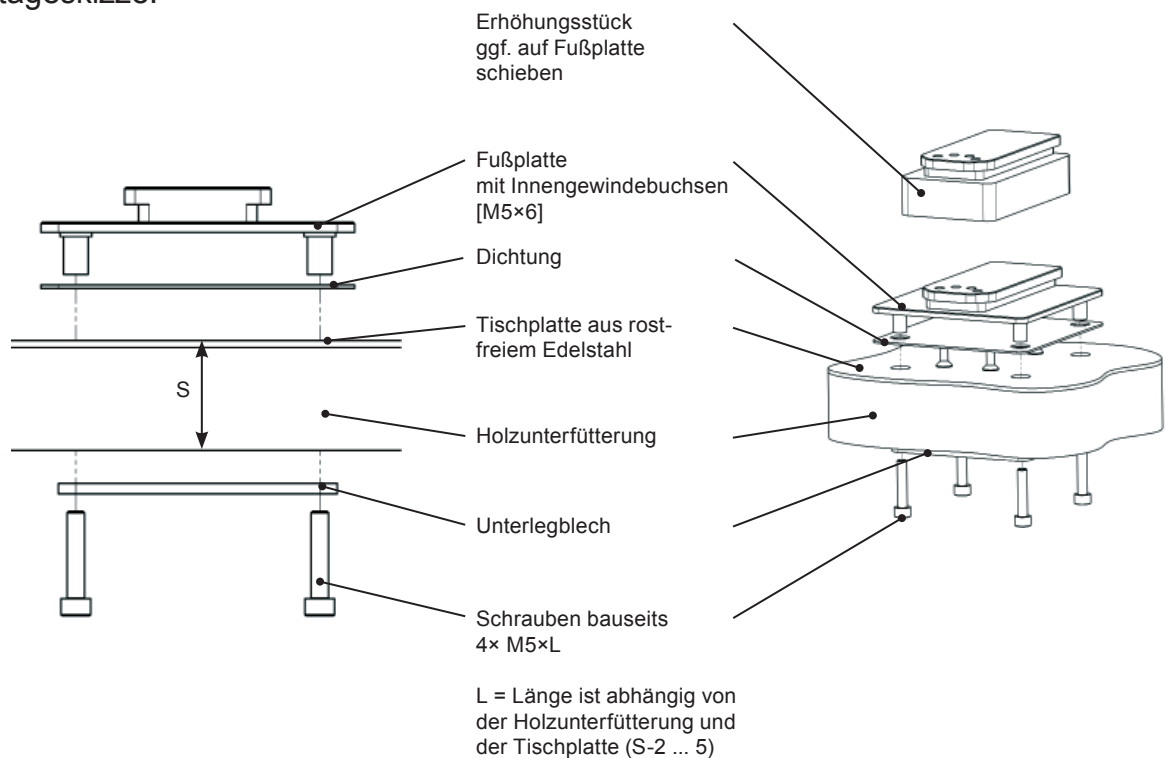 Erhöhungsstück
ggf. auf Fußplatte
schieben
Fußplatte
mit Innengewindebuchsen
[M5×6]
Dichtung
Tischplatte aus rost-
freiem Edelstahl
S
Holzunterfütterung
Unterlegblech
Schrauben bauseits
4× M5×L
L = Länge ist abhängig von
der Holzunterfütterung und
der Tischplatte (S-2 ... 5)